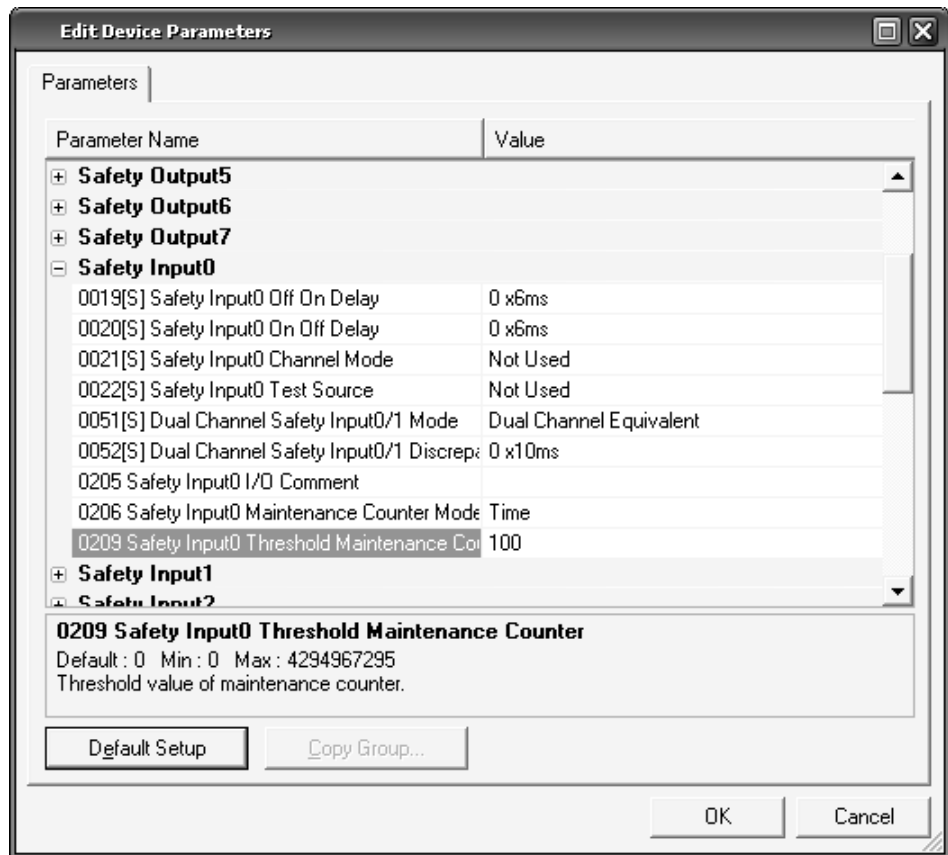 Edit Device Parameters
Parameters
Parameter Name Value
Safety Output5
Safety Output6
Safety Output7
Safety Input0
0019[S] Safety Input0 Off On Delay 0 x6ms
0020[S] Safety Input0 On Off Delay 0 x6ms
0021[S] Safety Input0 Channel Mode Not Used
0022[S] Safety Input0 Test Source Not Used
0051[S] Dual Channel Safety Input0/1 Mode Dual Channel Equivalent
0052[S] Dual Channel Safety Input0/1 Discrepa 0 x10ms
0205 Safety Input0 I/O Comment
0206 Safety Input0 Maintenance Counter Mode Time
0209 Safety Input0 Threshold Maintenance Cou 100
Safety Input1
Safety Input2
0209 Safety Input0 Threshold Maintenance Counter
Default : 0 Min : 0 Max : 4294967295
Threshold value of maintenance counter.
Default Setup Copy Group...
OK Cancel